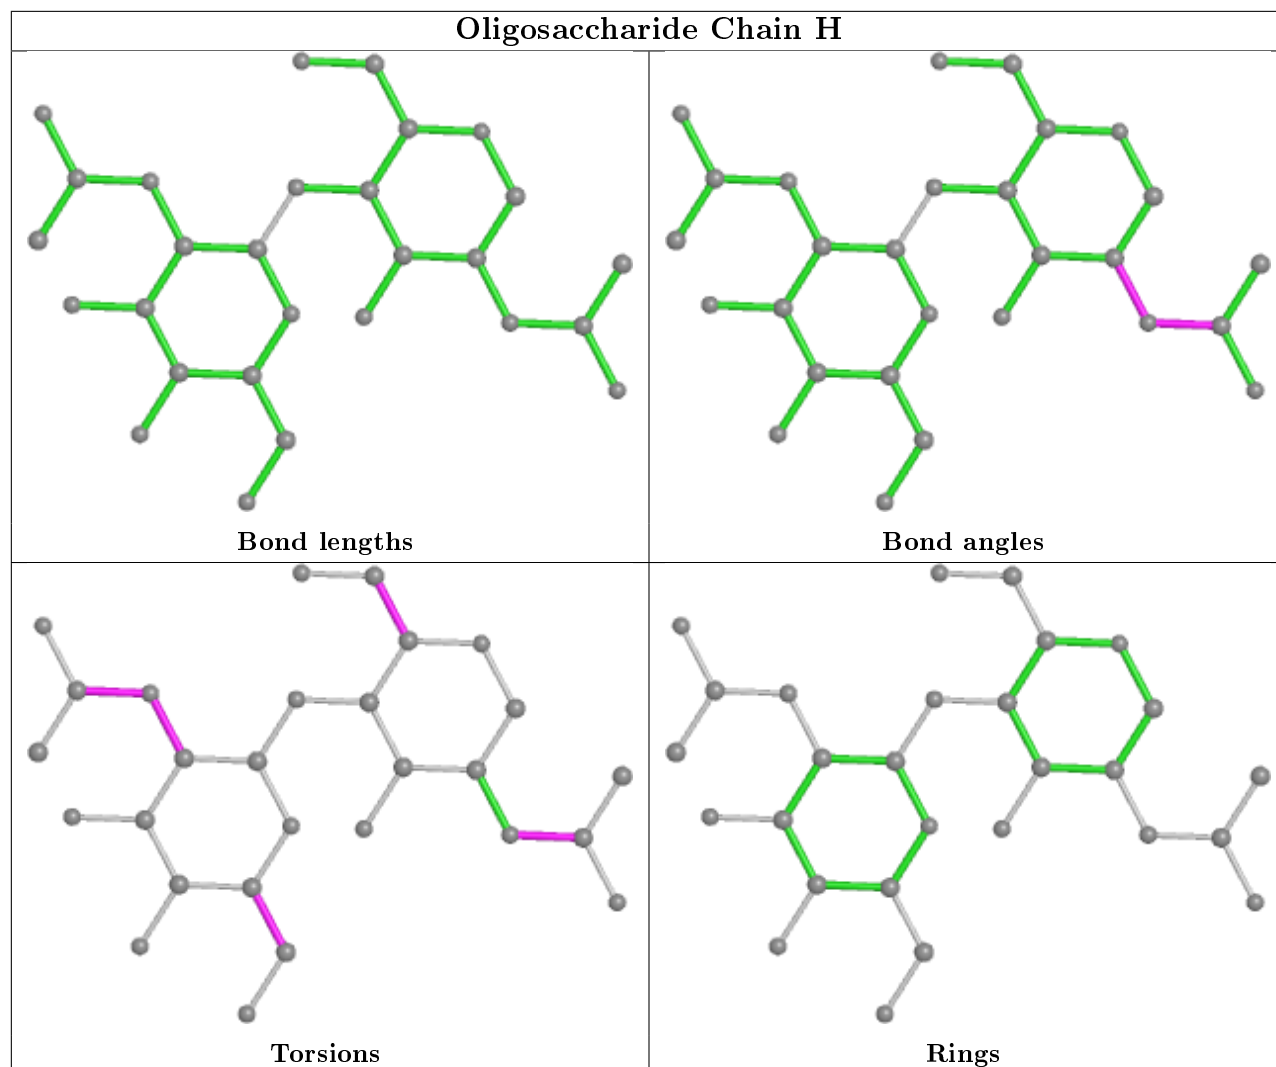 Oligosaccharide Chain H
Bond lengths
Bond angles
Torsions
Rings